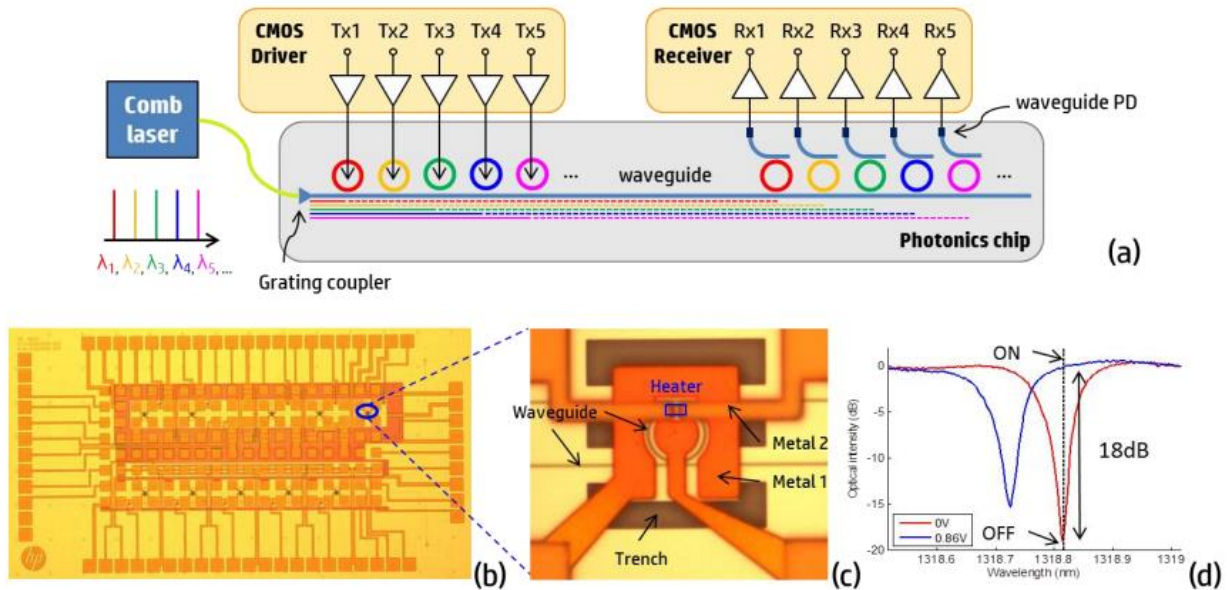 CMOS Driver
Tx1 Tx2 Tx3 Tx4 Tx5
CMOS Receiver
Rx1 Rx2 Rx3 Rx4 Rx5
Comb laser
waveguide PD
... waveguide ...
λ1, λ2, λ3, λ4, λ5, ...
Grating coupler
Photonics chip
(a)
hp
(b)
Heater
Waveguide
Metal 2
Metal 1
Trench
(c)
ON
18dB
OFF
0V
0.86V
Optical intensity (dB)
0
-5
-10
-15
-20
1318.6 1318.7 1318.8 1318.9 1319
Wavelength (nm)
(d)